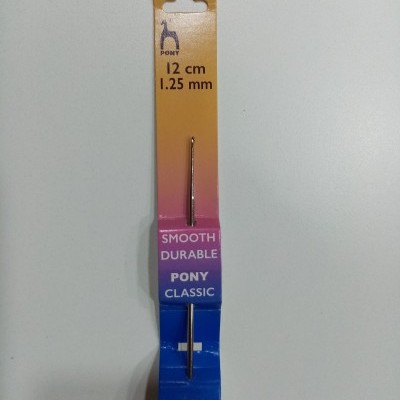 PONY
12 cm
1.25 mm
SMOOTH
DURABLE
PONY
CLASSIC